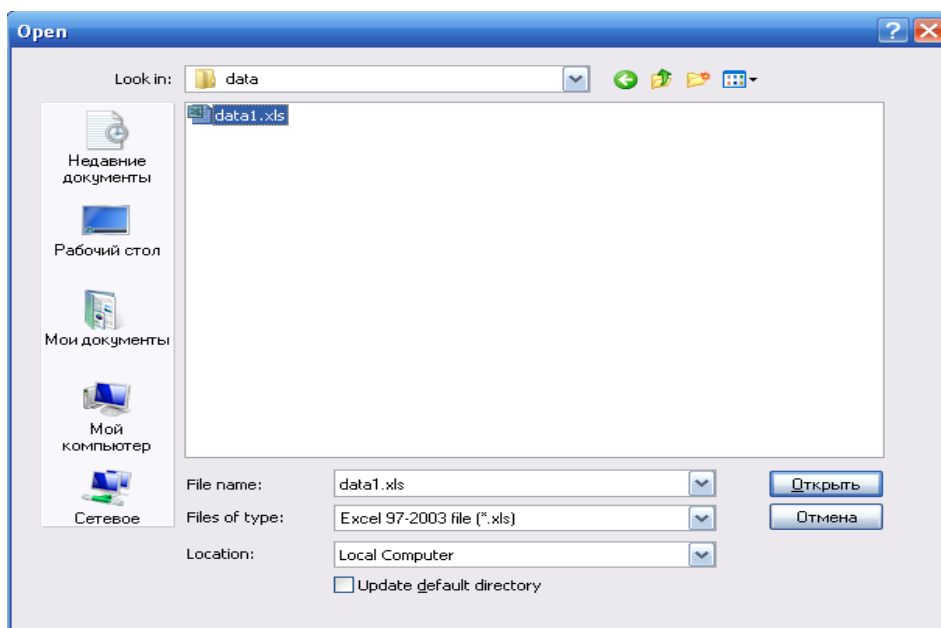 Open
Look in:
data
data1.xls
Недавние
документы
Рабочий стол
Мои документы
Мой
компьютер
Сетевое
File name:
data1.xls
Открыть
Files of type:
Excel 97-2003 file (*.xls)
Отмена
Location:
Local Computer
Update default directory